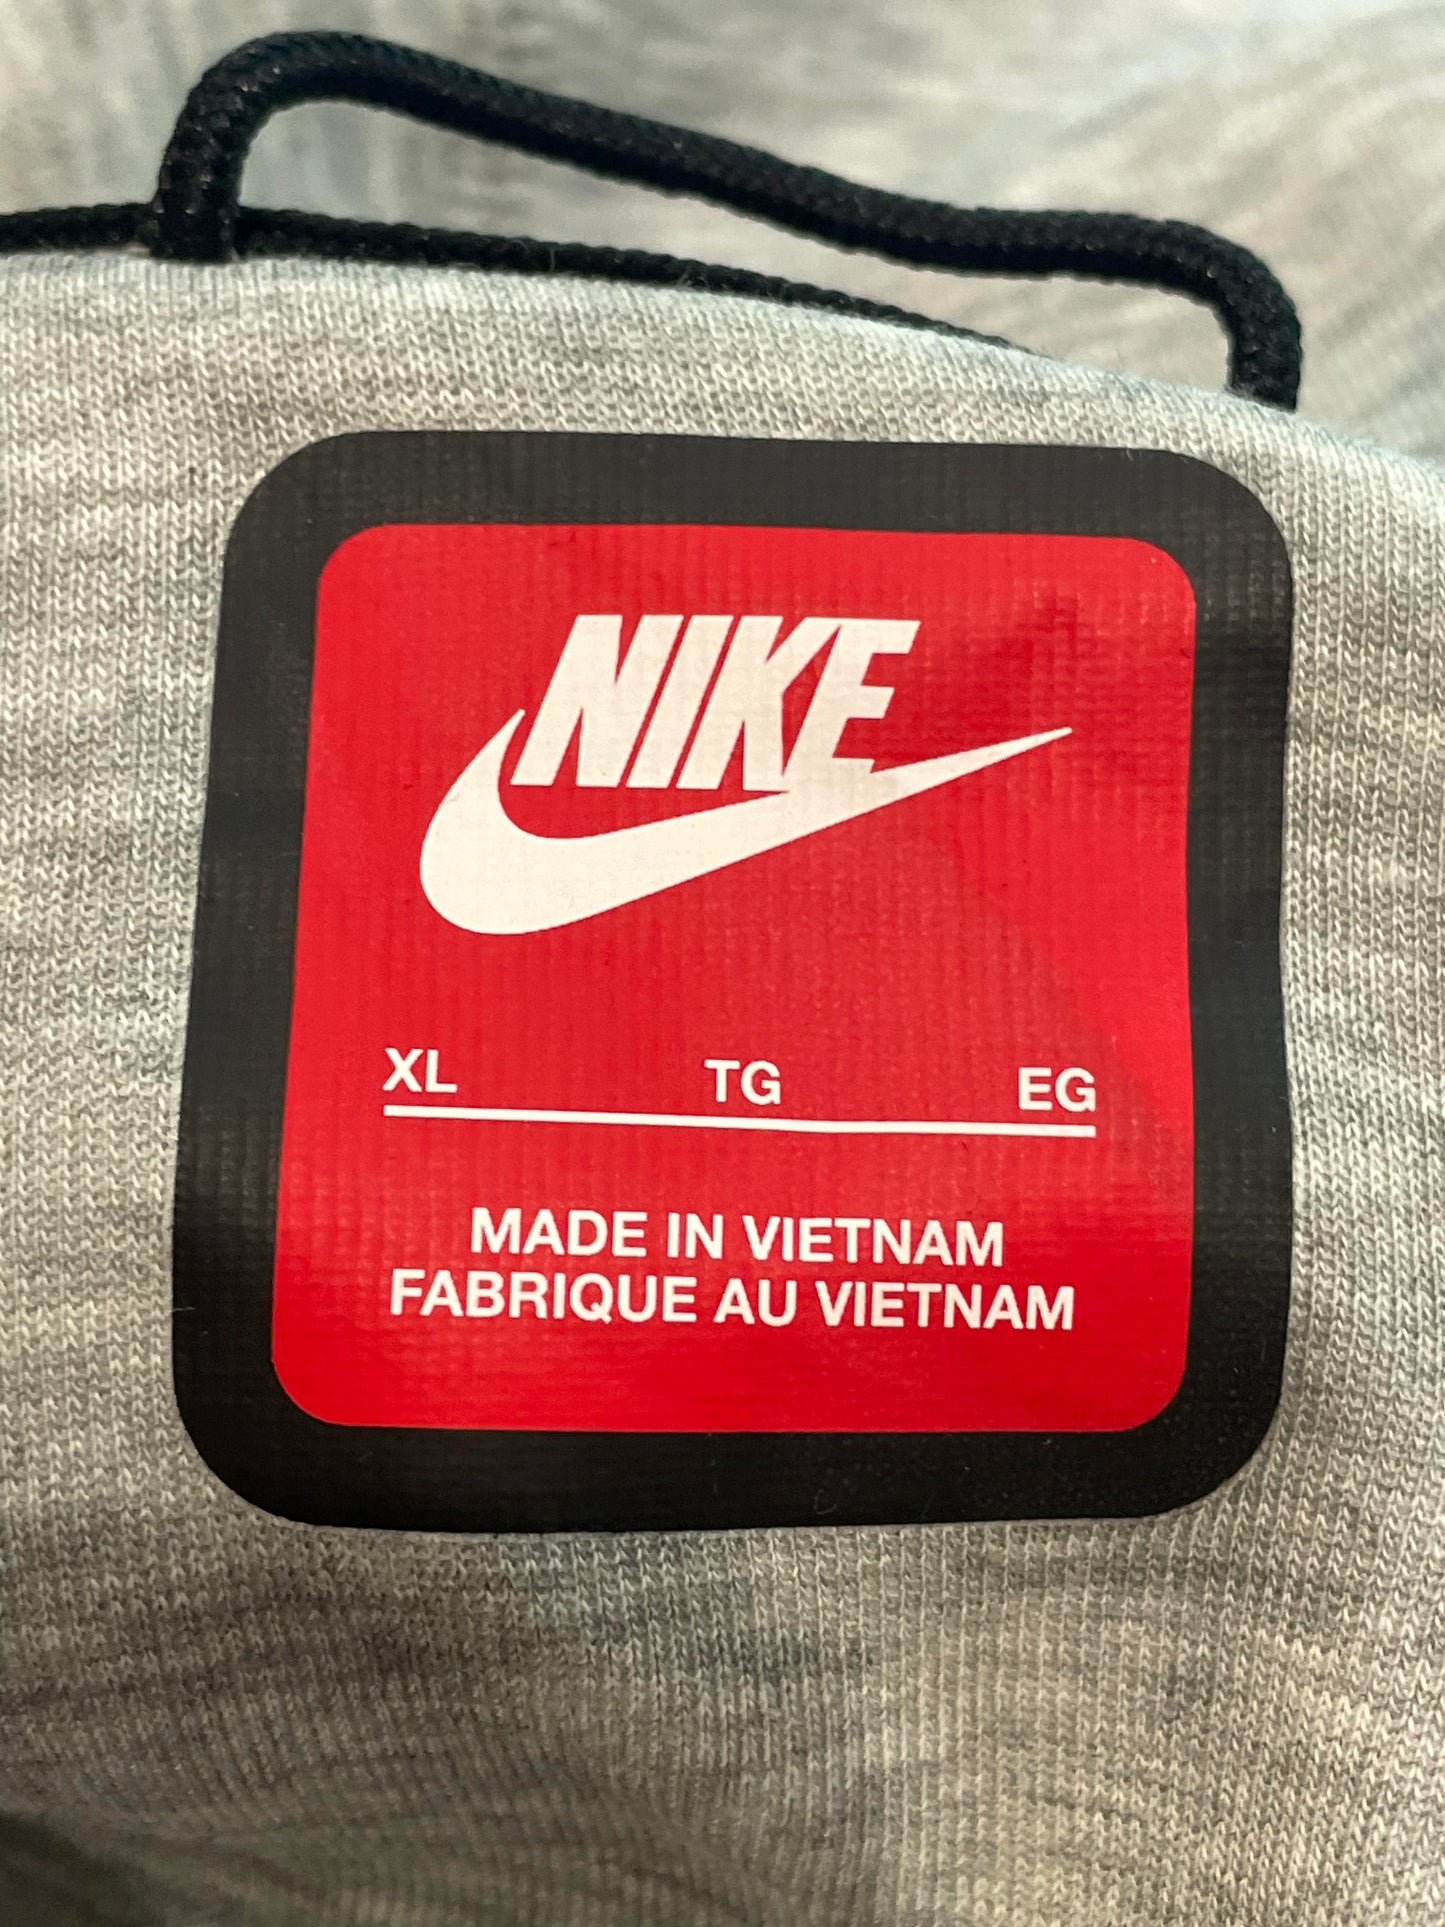 NIKE
XL TG EG
MADE IN VIETNAM
FABRIQUE AU VIETNAM